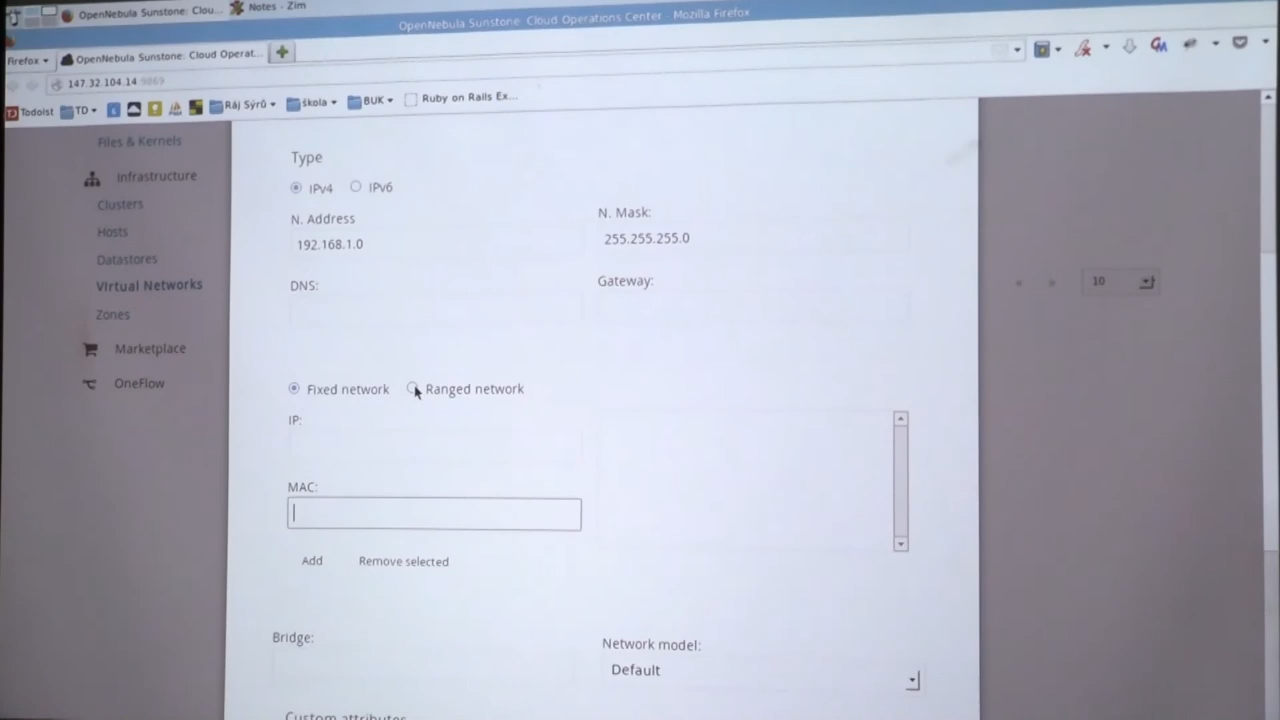 OpenNebula Sunstone: Clou...
Notes - Zim
OpenNebula Sunstone: Cloud Operations Center - Mozilla Firefox
Firefox
OpenNebula Sunstone: Cloud Operat...
147.32.104.14:9869
Todoist
TD
Ráj Sýrů
škola
BUK
Ruby on Rails Ex...
Files & Kernels
Infrastructure
Clusters
Hosts
Datastores
Virtual Networks
Zones
Marketplace
OneFlow
Type
IPv4
IPv6
N. Address
N. Mask:
192.168.1.0
255.255.255.0
DNS:
Gateway:
10
Fixed network
Ranged network
IP:
MAC:
Add
Remove selected
Bridge:
Network model:
Default
Custom attributes